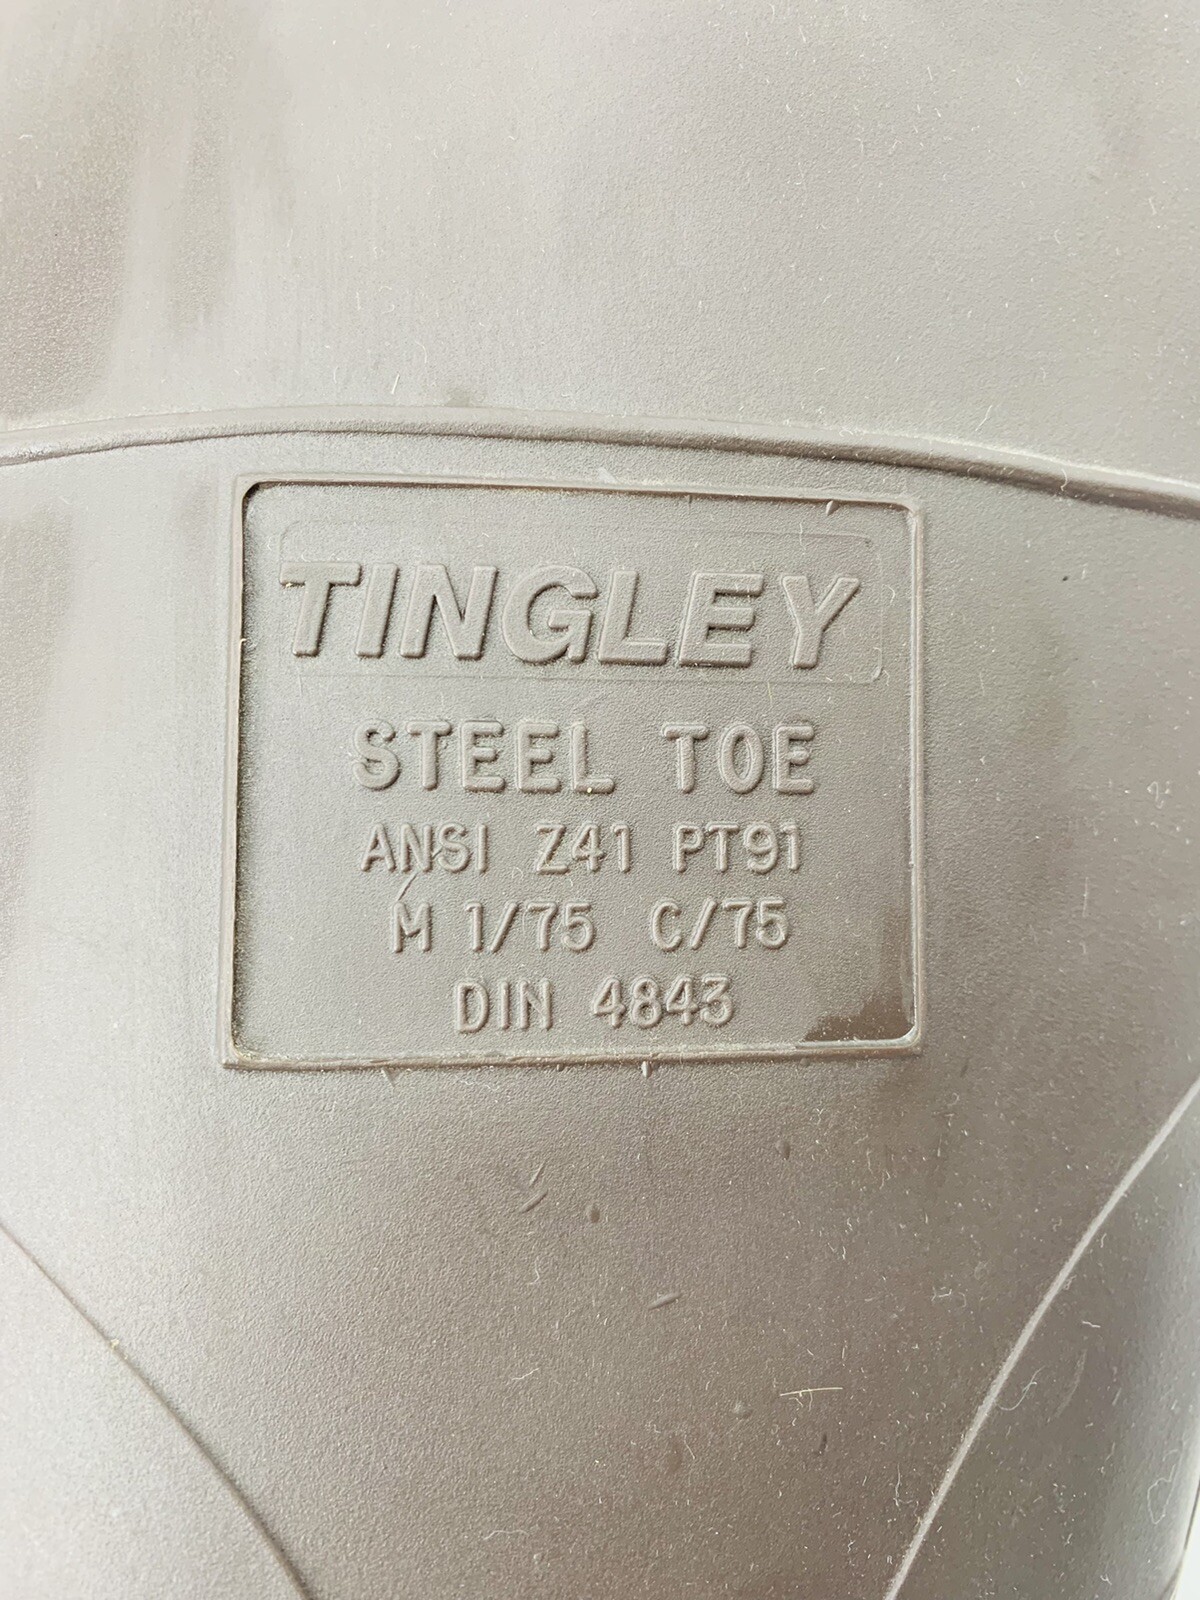 TINGLEY
STEEL TOE
ANSI Z41 PT91
M 1/75 C/75
DIN 4843